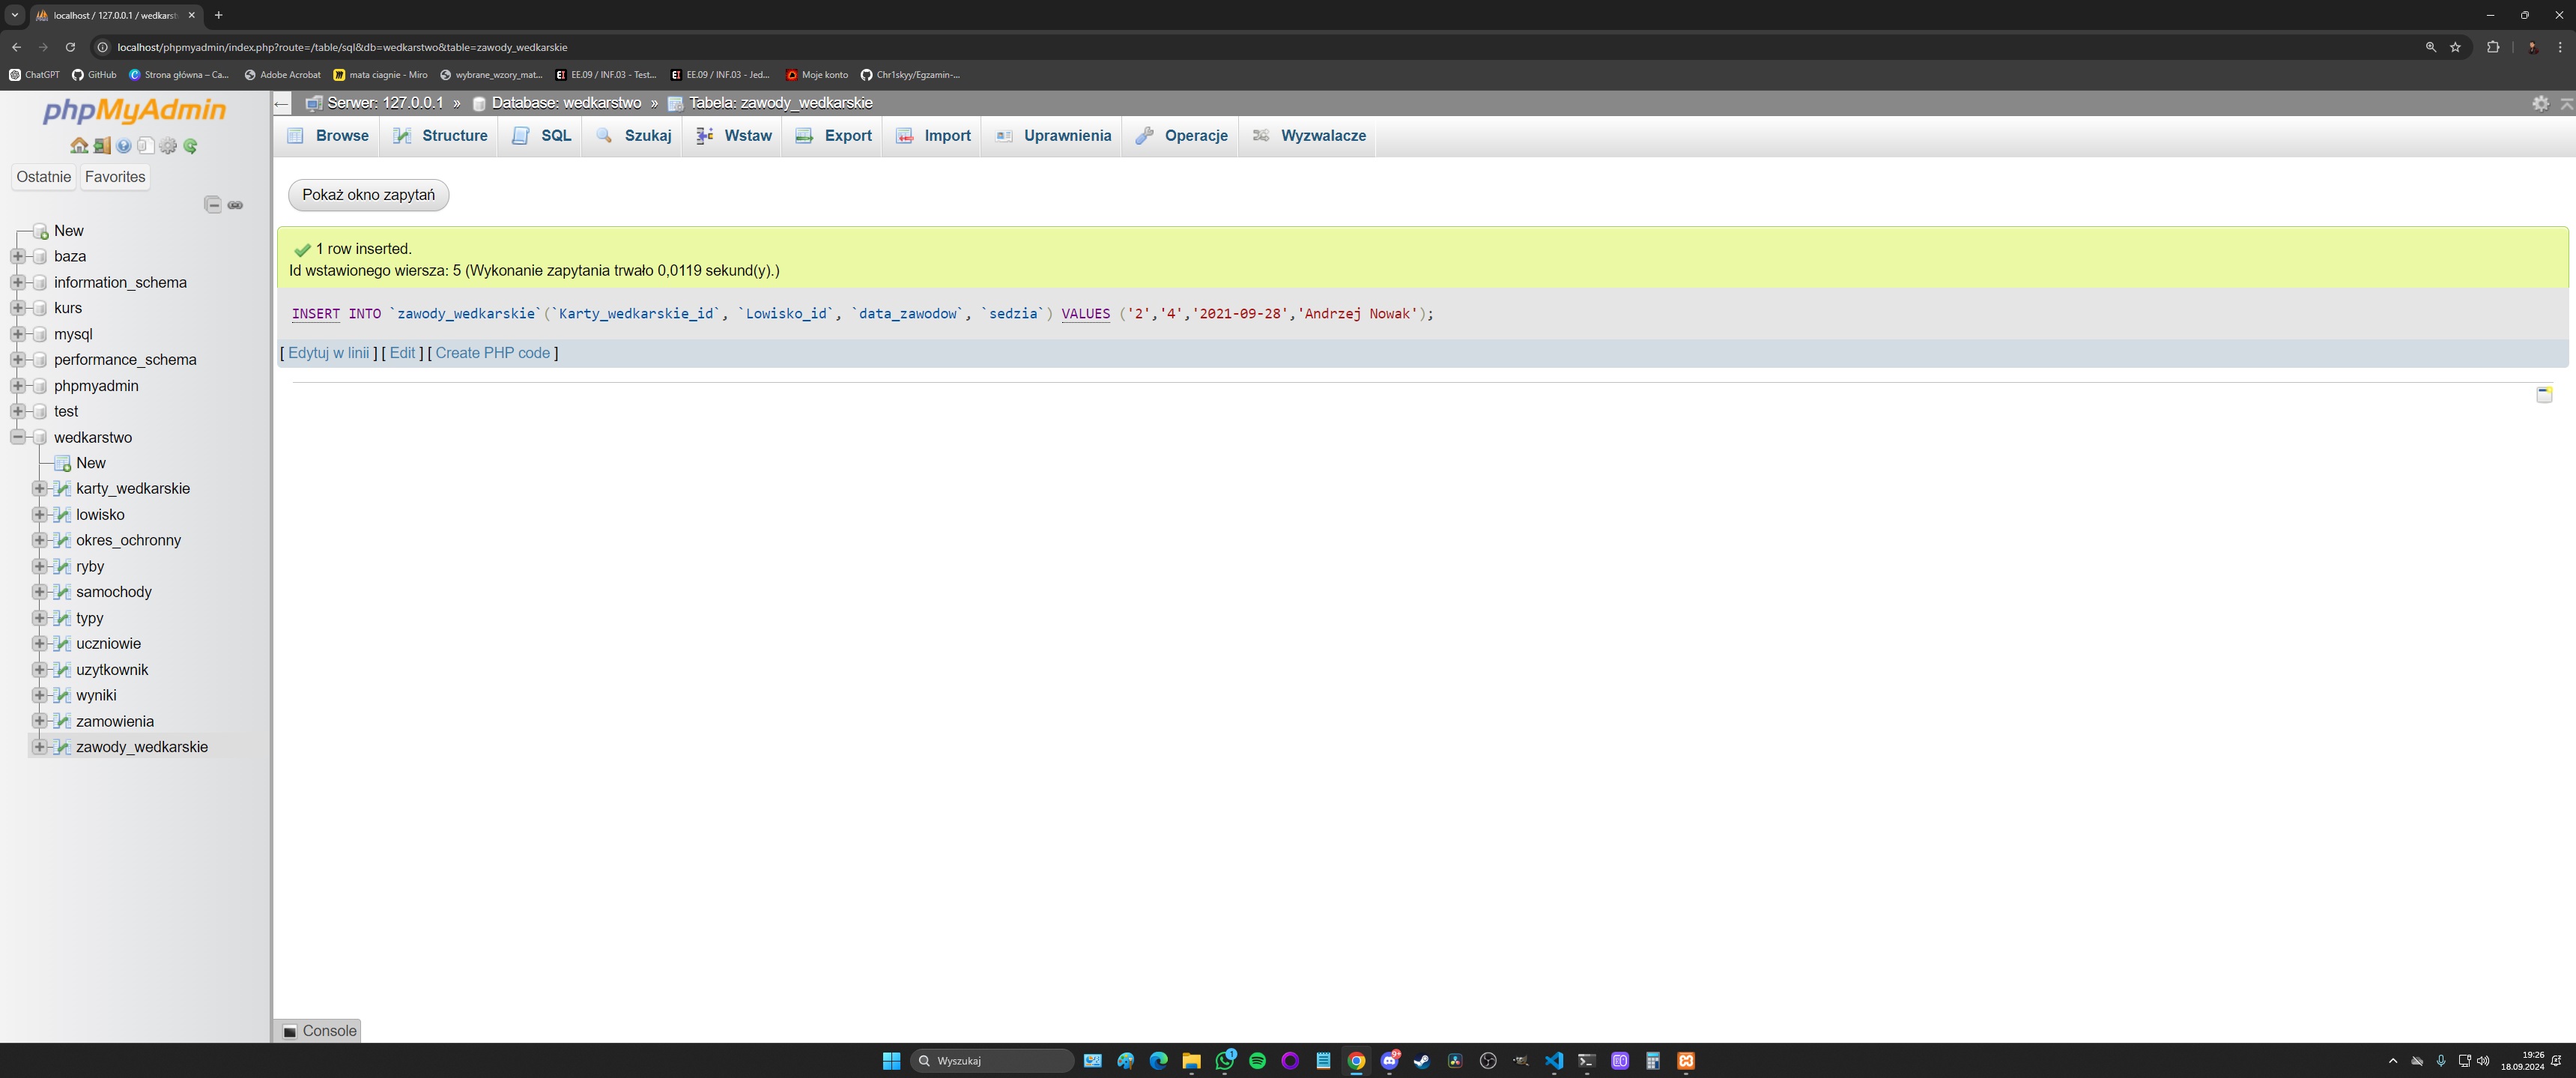 localhost / 127.0.0.1 / wedkarst
localhost/phpmyadmin/index.php?route=/table/sql&db=wedkarstwo&table=zawody_wedkarskie
ChatGPT GitHub Strona główna – Ca... Adobe Acrobat mata ciagnie - Miro wybrane_wzory_mat... EE.09 / INF.03 - Test... EE.09 / INF.03 - Jed... Moje konto Chr1skyy/Egzamin-...
phpMyAdmin
Ostatnie Favorites
New
baza
information_schema
kurs
mysql
performance_schema
phpmyadmin
test
wedkarstwo
New
karty_wedkarskie
lowisko
okres_ochronny
ryby
samochody
typy
uczniowie
uzytkownik
wyniki
zamowienia
zawody_wedkarskie
Serwer: 127.0.0.1 » Database: wedkarstwo » Tabela: zawody_wedkarskie
Browse Structure SQL Szukaj Wstaw Export Import Uprawnienia Operacje Wyzwalacze
Pokaż okno zapytań
1 row inserted.
Id wstawionego wiersza: 5 (Wykonanie zapytania trwało 0,0119 sekund(y).)
INSERT INTO `zawody_wedkarskie`(`Karty_wedkarskie_id`, `Lowisko_id`, `data_zawodow`, `sedzia`) VALUES ('2','4','2021-09-28','Andrzej Nowak');
[ Edytuj w linii ] [ Edit ] [ Create PHP code ]
Console
Wyszukaj
19:26
18.09.2024